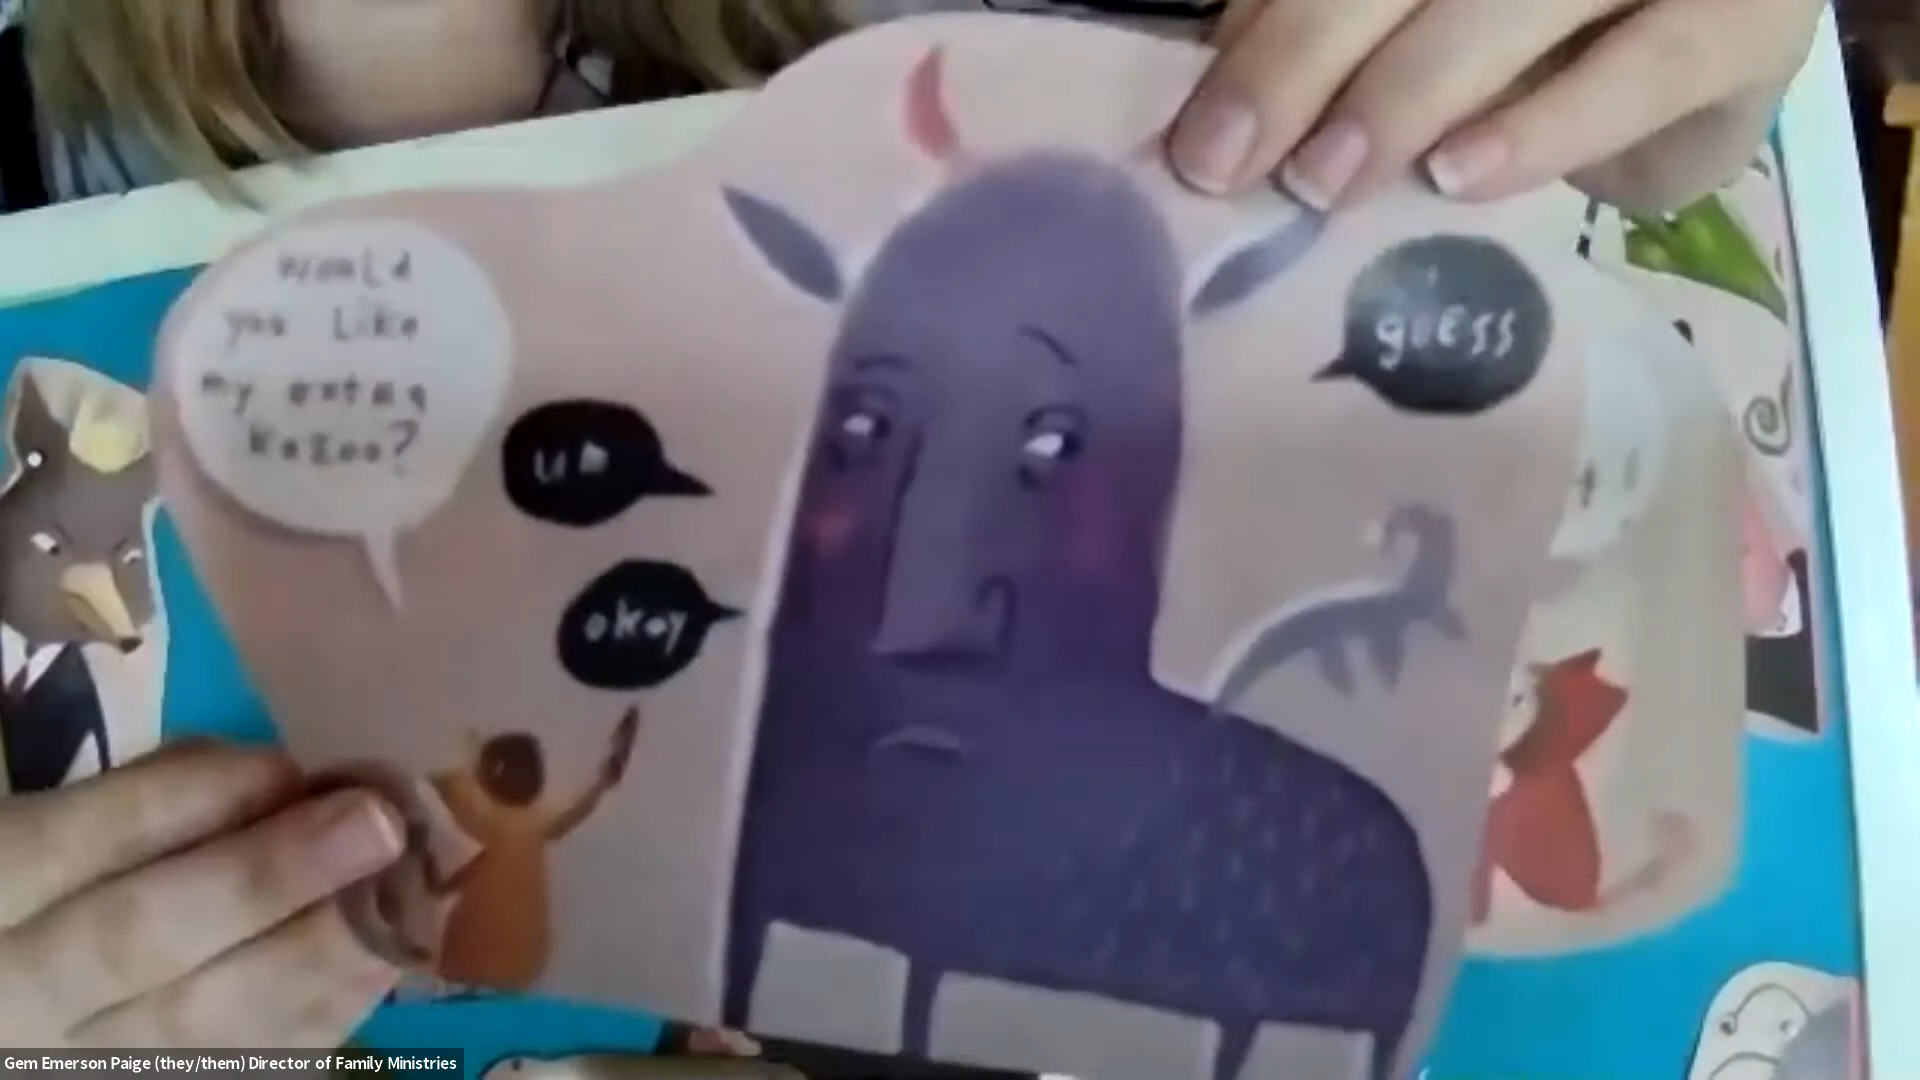 Would
you Like
my extra
kazoo?
uh
okay
i
guess
Gem Emerson Paige (they/them) Director of Family Ministries